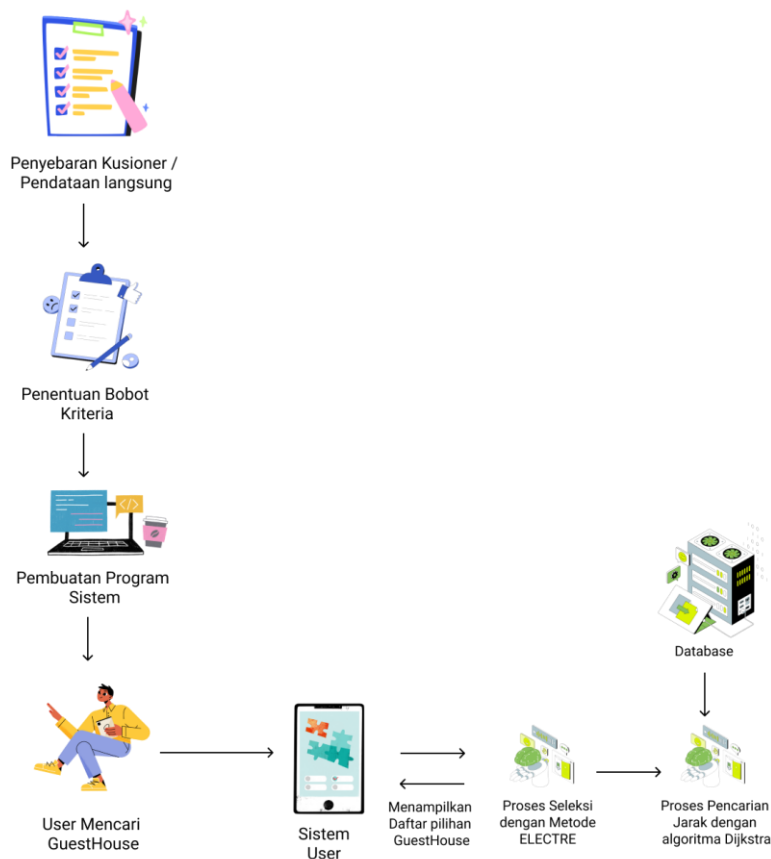 Penyebaran Kusioner /
Pendataan langsung
Penentuan Bobot
Kriteria
</>
Pembuatan Program
Sistem
Database
User Mencari
GuestHouse
Sistem
User
Menampilkan
Daftar pilihan
GuestHouse
Proses Seleksi
dengan Metode
ELECTRE
Proses Pencarian
Jarak dengan
algoritma Dijkstra